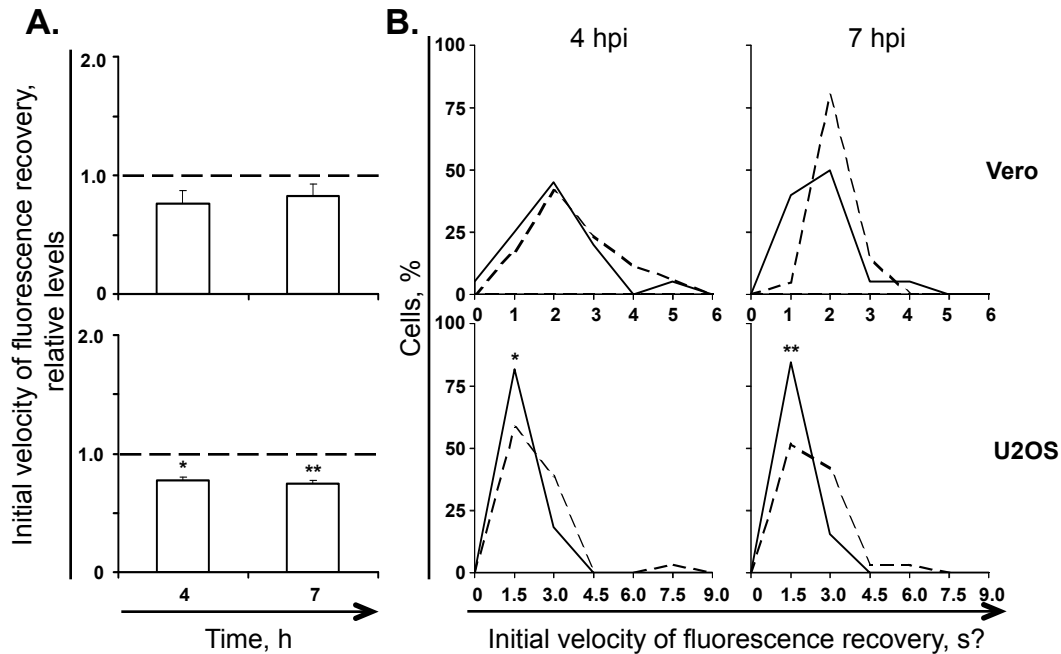 A.
B.
4 hpi
7 hpi
Initial velocity of fluorescence recovery,
relative levels
2.0
1.0
0
2.0
1.0
*
**
0
4
7
Time, h
Cells, %
100
75
50
25
0
0 1 2 3 4 5 6
0 1 2 3 4 5 6
Vero
100
75
50
25
0
*
**
0 1.5 3.0 4.5 6.0 7.5 9.0
0 1.5 3.0 4.5 6.0 7.5 9.0
U2OS
Initial velocity of fluorescence recovery, s?